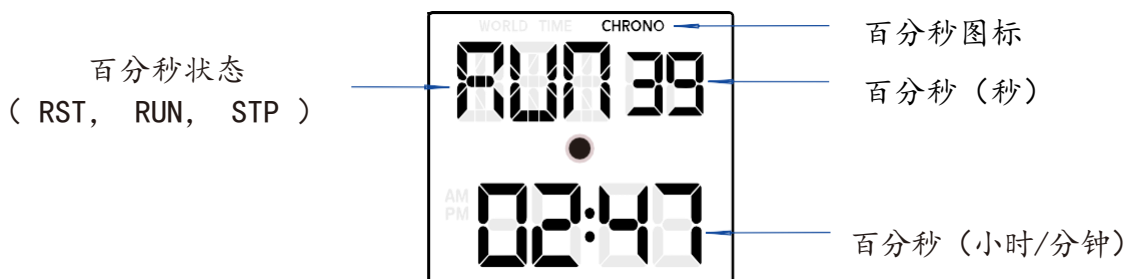 WORLD TIME CHRONO
百分秒图标
百分秒状态
（ RST, RUN, STP ）
RUN 39
百分秒（秒）
AM
PM
02:47
百分秒（小时/分钟）